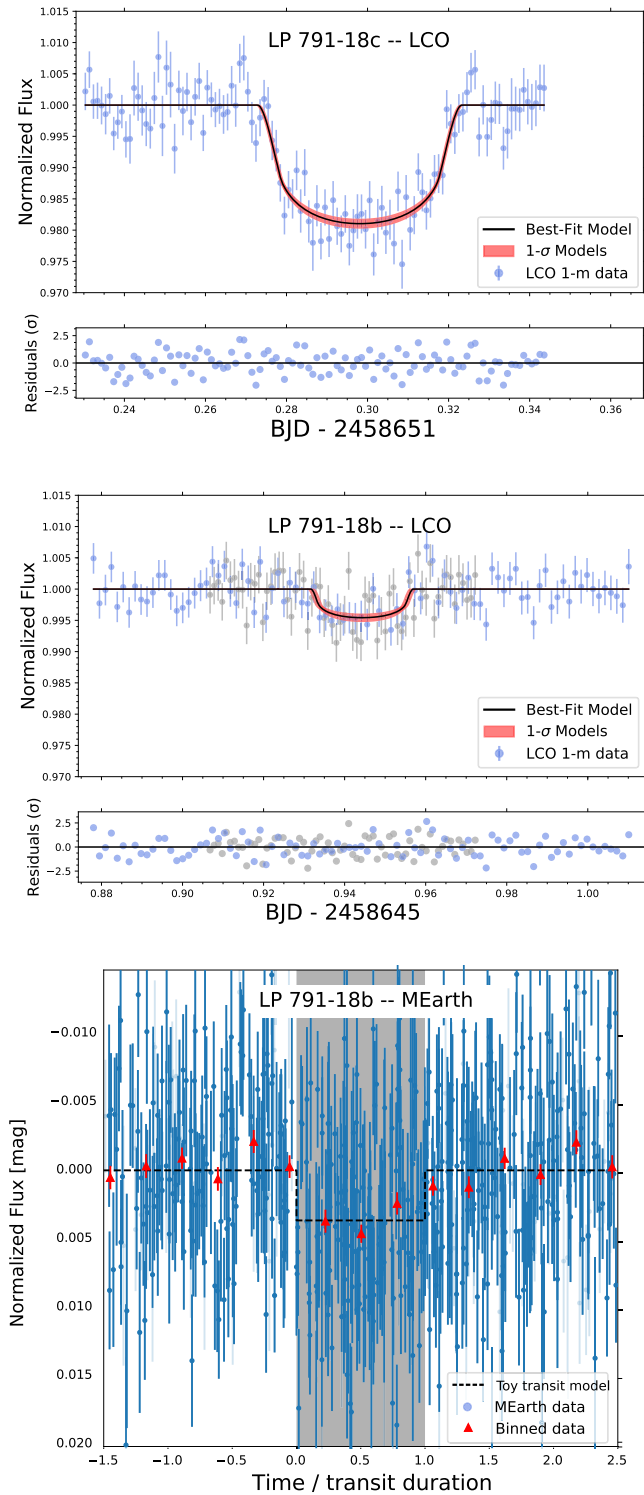 LP 791-18c -- LCO
1.015
1.010
1.005
1.000
0.995
0.990
0.985
0.980
0.975
0.970
Normalized Flux
Best-Fit Model
1-σ Models
LCO 1-m data
2.5
0.0
−2.5
Residuals (σ)
0.24 0.26 0.28 0.30 0.32 0.34 0.36
BJD - 2458651
LP 791-18b -- LCO
1.015
1.010
1.005
1.000
0.995
0.990
0.985
0.980
0.975
0.970
Normalized Flux
Best-Fit Model
1-σ Models
LCO 1-m data
2.5
0.0
−2.5
Residuals (σ)
0.88 0.90 0.92 0.94 0.96 0.98 1.00
BJD - 2458645
LP 791-18b -- MEarth
−0.010
−0.005
0.000
0.005
0.010
0.015
0.020
Normalized Flux [mag]
Toy transit model
MEarth data
Binned data
−1.5 −1.0 −0.5 0.0 0.5 1.0 1.5 2.0 2.5
Time / transit duration